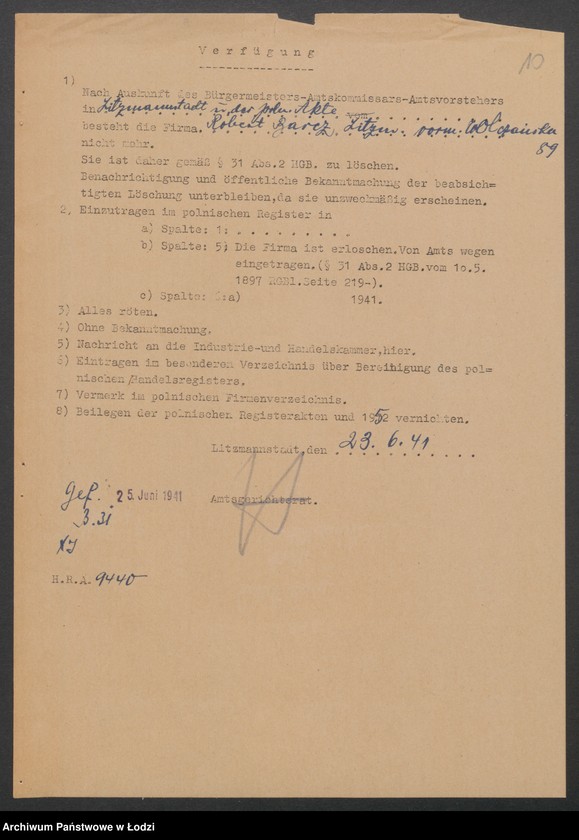 Verfügung
10
1)
Nach Auskunft des Bürgermeisters-Amtskommissars-Amtsvorstehers
in Litzmannstadt u. der poln. Akte
besteht die Firma. Robert Barcz, Litzm. vorm.
89
nicht mehr.
Sie ist daher gemäß § 31 Abs.2 HGB. zu löschen.
Benachrichtigung und öffentliche Bekanntmachung der beabsich=
tigten Löschung unterbleiben,da sie unzweckmäßig erscheinen.
2. Einzutragen im polnischen Register in
a) Spalte: 1: . . . . . . . . .
b) Spalte: 5: Die Firma ist erloschen.Von Amts wegen
eingetragen.(§ 31 Abs.2 HGB.vom 1o.5.
1897 RGBl.Seite 219-).
c) Spalte: 6:a) 1941.
3) Alles röten.
4) Ohne Bekanntmachung.
5) Nachricht an die Industrie-und Handelskammer,hier.
6) Eintragen im besonderen Verzeichnis über Bereinigung des pol=
nischen/Handelsregisters.
7) Vermerk im polnischen Firmenverzeichnis.
8) Beilegen der polnischen Registerakten und 1952 vernichten.
Litzmannstadt,den 23. 6. 41
Gef. 25. Juni 1941 Amtsgerichtsrat.
3.31
H.R.A. 9440
Archiwum Państwowe w Łodzi